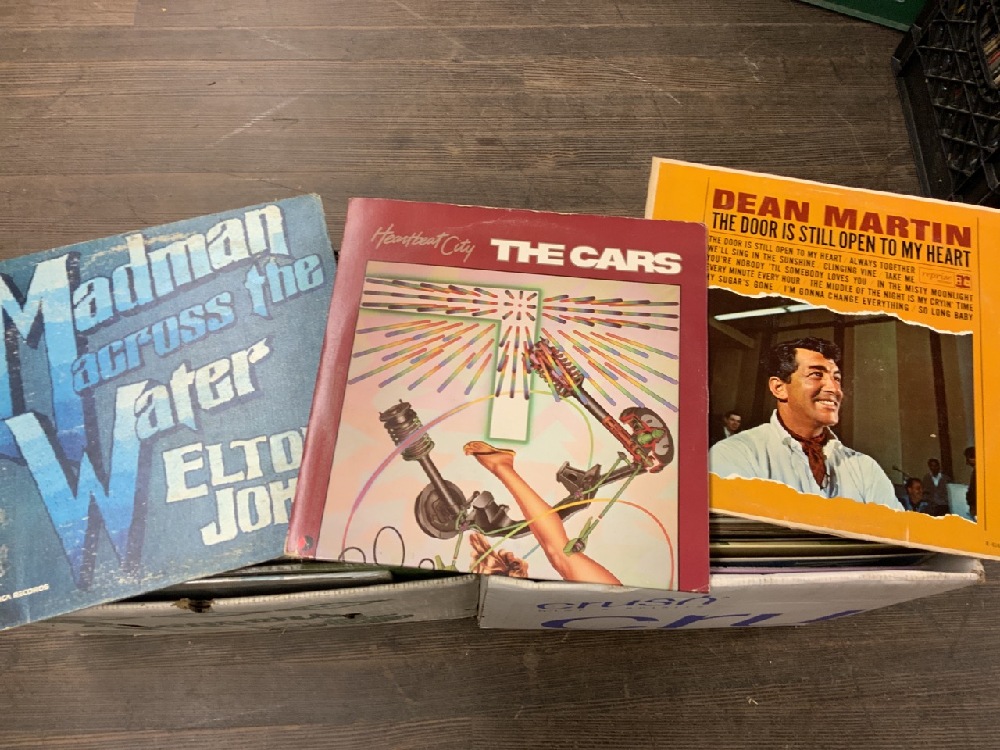 Madman
across the
Water
ELTO
JOH
RECORDS
Heartbeat City
THE CARS
DEAN MARTIN
THE DOOR IS STILL OPEN TO MY HEART
THE DOOR IS STILL OPEN TO MY HEART / ALWAYS TOGETHER
WE'LL SING IN THE SUNSHINE / CLINGING VINE / TAKE ME
YOU'RE NOBODY 'TIL SOMEBODY LOVES YOU / IN THE MISTY MOONLIGHT
EVERY MINUTE EVERY HOUR / THE MIDDLE OF THE NIGHT IS MY CRYIN' TIME
MY SUGAR'S GONE / I'M GONNA CHANGE EVERYTHING / SO LONG BABY
reprise
crush
cru